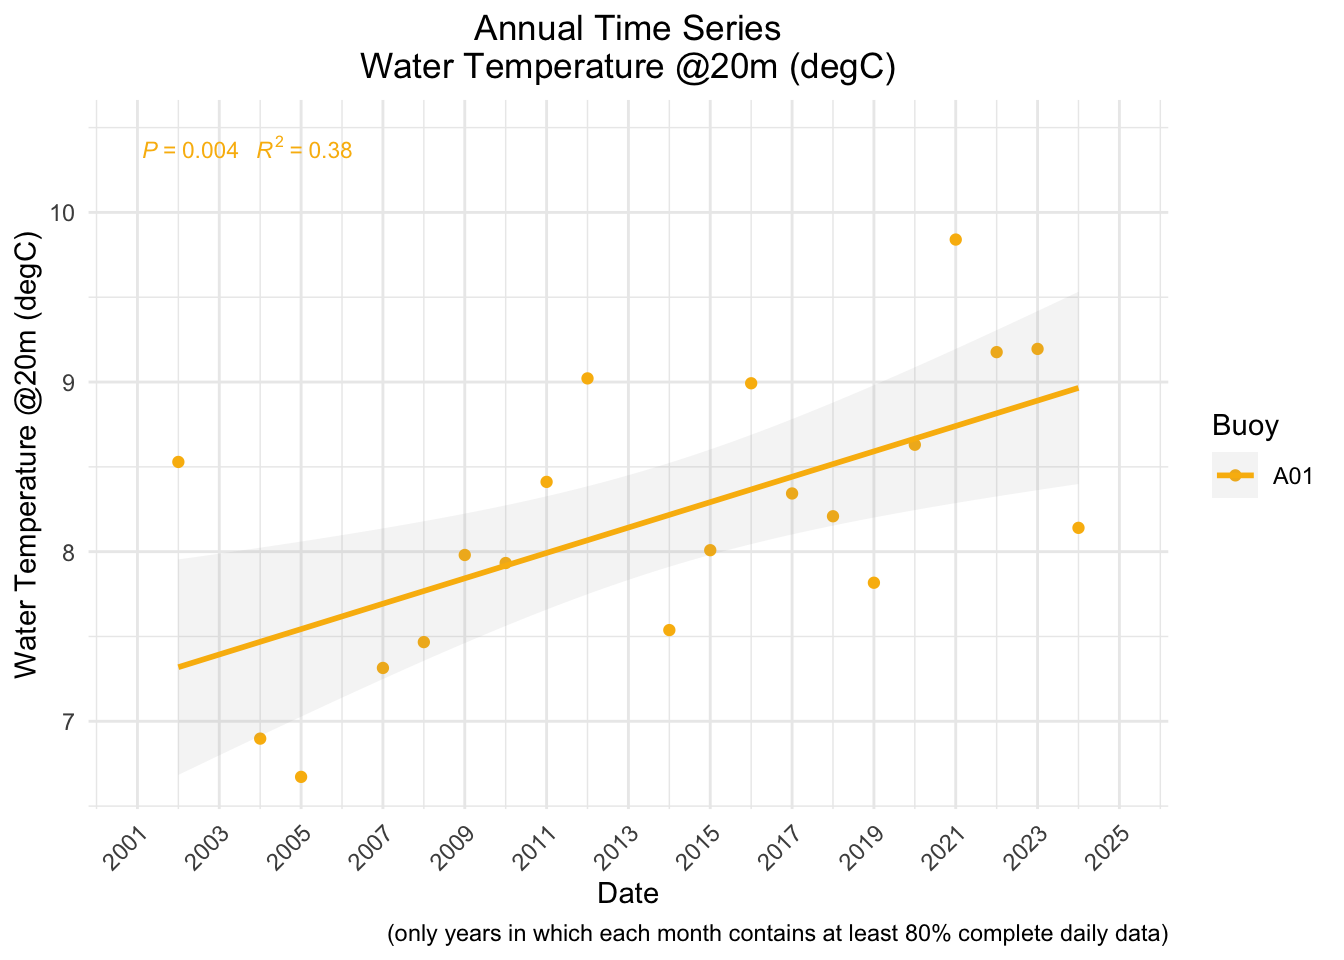 Annual Time Series
Water Temperature @20m (degC)
P = 0.004 R² = 0.38
Water Temperature @20m (degC)
10
9
8
7
2001 2003 2005 2007 2009 2011 2013 2015 2017 2019 2021 2023 2025
Date
Buoy
A01
(only years in which each month contains at least 80% complete daily data)